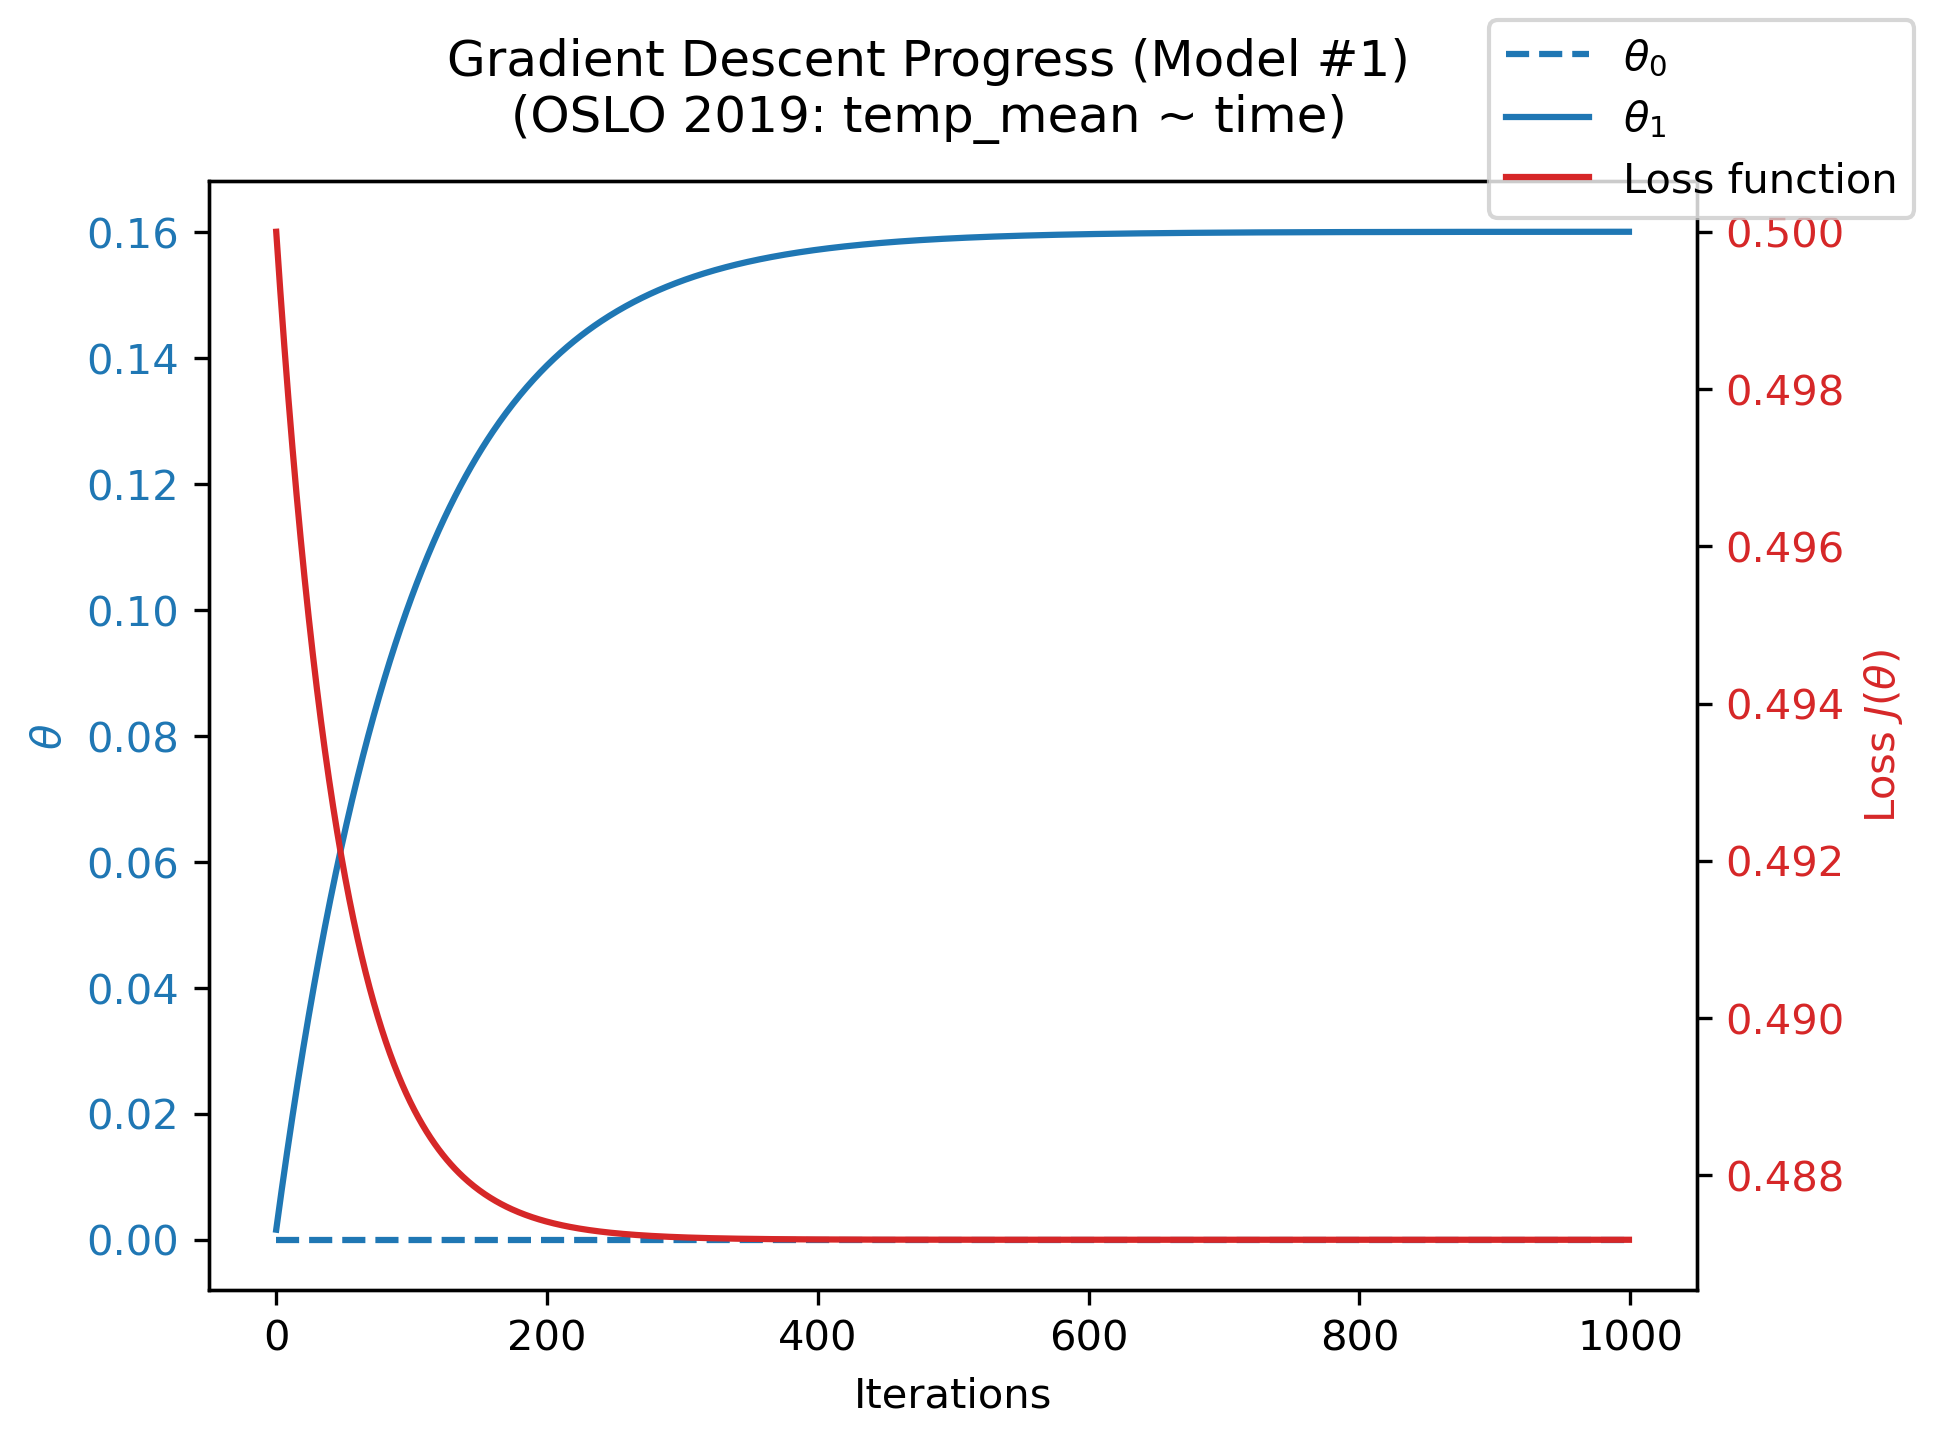 Gradient Descent Progress (Model #1)
(OSLO 2019: temp_mean ~ time)
θ₀
θ₁
Loss function
0.16
0.14
0.12
0.10
0.08
0.06
0.04
0.02
0.00
θ
0.500
0.498
0.496
0.494
0.492
0.490
0.488
Loss J(θ)
0 200 400 600 800 1000
Iterations